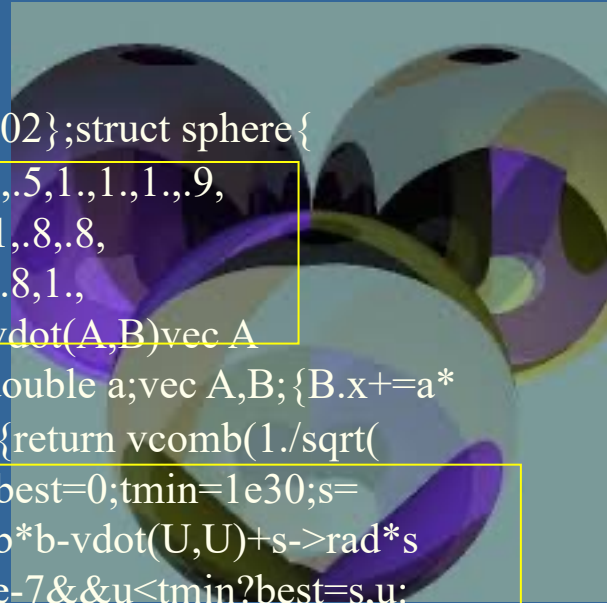 02};struct sphere{
,.5,1.,1.,1.,.9,
1,.8,.8,
.8,1.,
vdot(A,B)vec A
double a;vec A,B;{B.x+=a*
{return vcomb(1./sqrt(
best=0;tmin=1e30;s=
b*b-vdot(U,U)+s->rad*s
e-7&&u<tmin?best=s,u: